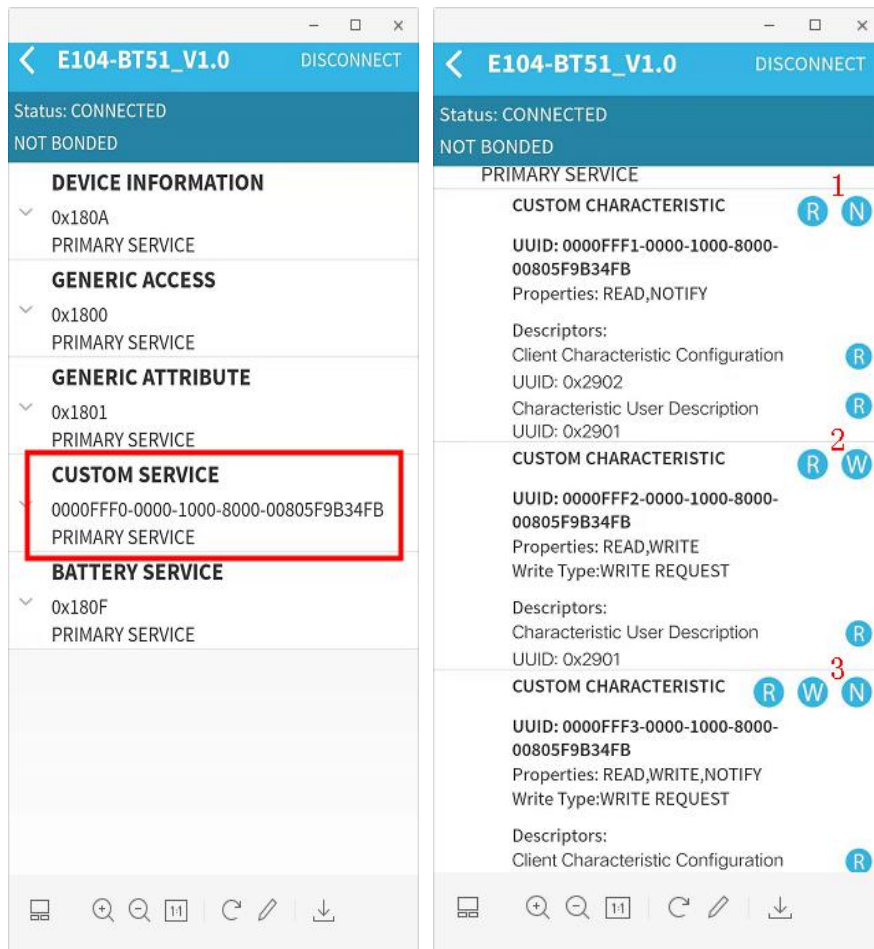 E104-BT51_V1.0 DISCONNECT
Status: CONNECTED
NOT BONDED
DEVICE INFORMATION
0x180A
PRIMARY SERVICE
GENERIC ACCESS
0x1800
PRIMARY SERVICE
GENERIC ATTRIBUTE
0x1801
PRIMARY SERVICE
CUSTOM SERVICE
0000FFF0-0000-1000-8000-00805F9B34FB
PRIMARY SERVICE
BATTERY SERVICE
0x180F
PRIMARY SERVICE
1:1
E104-BT51_V1.0 DISCONNECT
Status: CONNECTED
NOT BONDED
PRIMARY SERVICE
1
CUSTOM CHARACTERISTIC R N
UUID: 0000FFF1-0000-1000-8000-
00805F9B34FB
Properties: READ,NOTIFY
Descriptors:
Client Characteristic Configuration R
UUID: 0x2902
Characteristic User Description R
UUID: 0x2901
2
CUSTOM CHARACTERISTIC R W
UUID: 0000FFF2-0000-1000-8000-
00805F9B34FB
Properties: READ,WRITE
Write Type:WRITE REQUEST
Descriptors:
Characteristic User Description R
UUID: 0x2901
3
CUSTOM CHARACTERISTIC R W N
UUID: 0000FFF3-0000-1000-8000-
00805F9B34FB
Properties: READ,WRITE,NOTIFY
Write Type:WRITE REQUEST
Descriptors:
Client Characteristic Configuration R
1:1